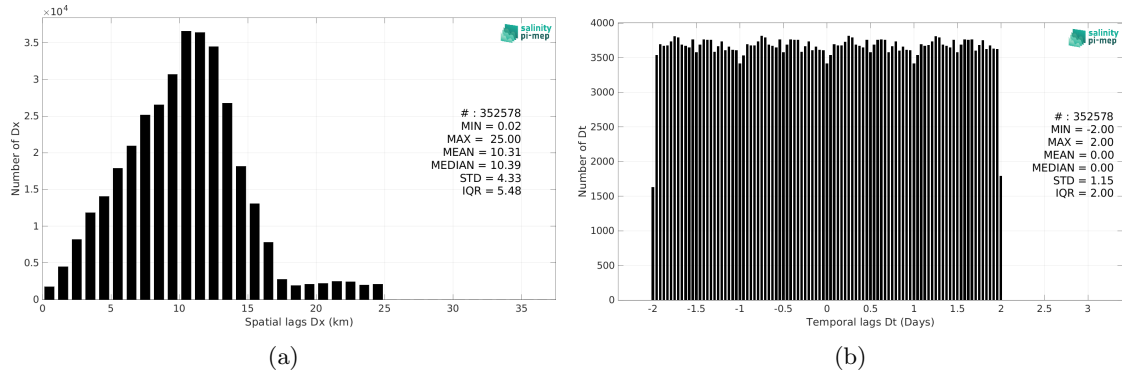 ×10⁴
3.5
3
2.5
2
1.5
1
0.5
0
0 5 10 15 20 25 30 35
Number of Dx
Spatial lags Dx (km)
salinity
pi-mep
# : 352578
MIN = 0.02
MAX = 25.00
MEAN = 10.31
MEDIAN = 10.39
STD = 4.33
IQR = 5.48
(a)
4000
3500
3000
2500
2000
1500
1000
500
0
-2 -1.5 -1 -0.5 0 0.5 1 1.5 2 2.5 3
Number of Dt
Temporal lags Dt (Days)
salinity
pi-mep
# : 352578
MIN = -2.00
MAX = 2.00
MEAN = 0.00
MEDIAN = 0.00
STD = 1.15
IQR = 2.00
(b)